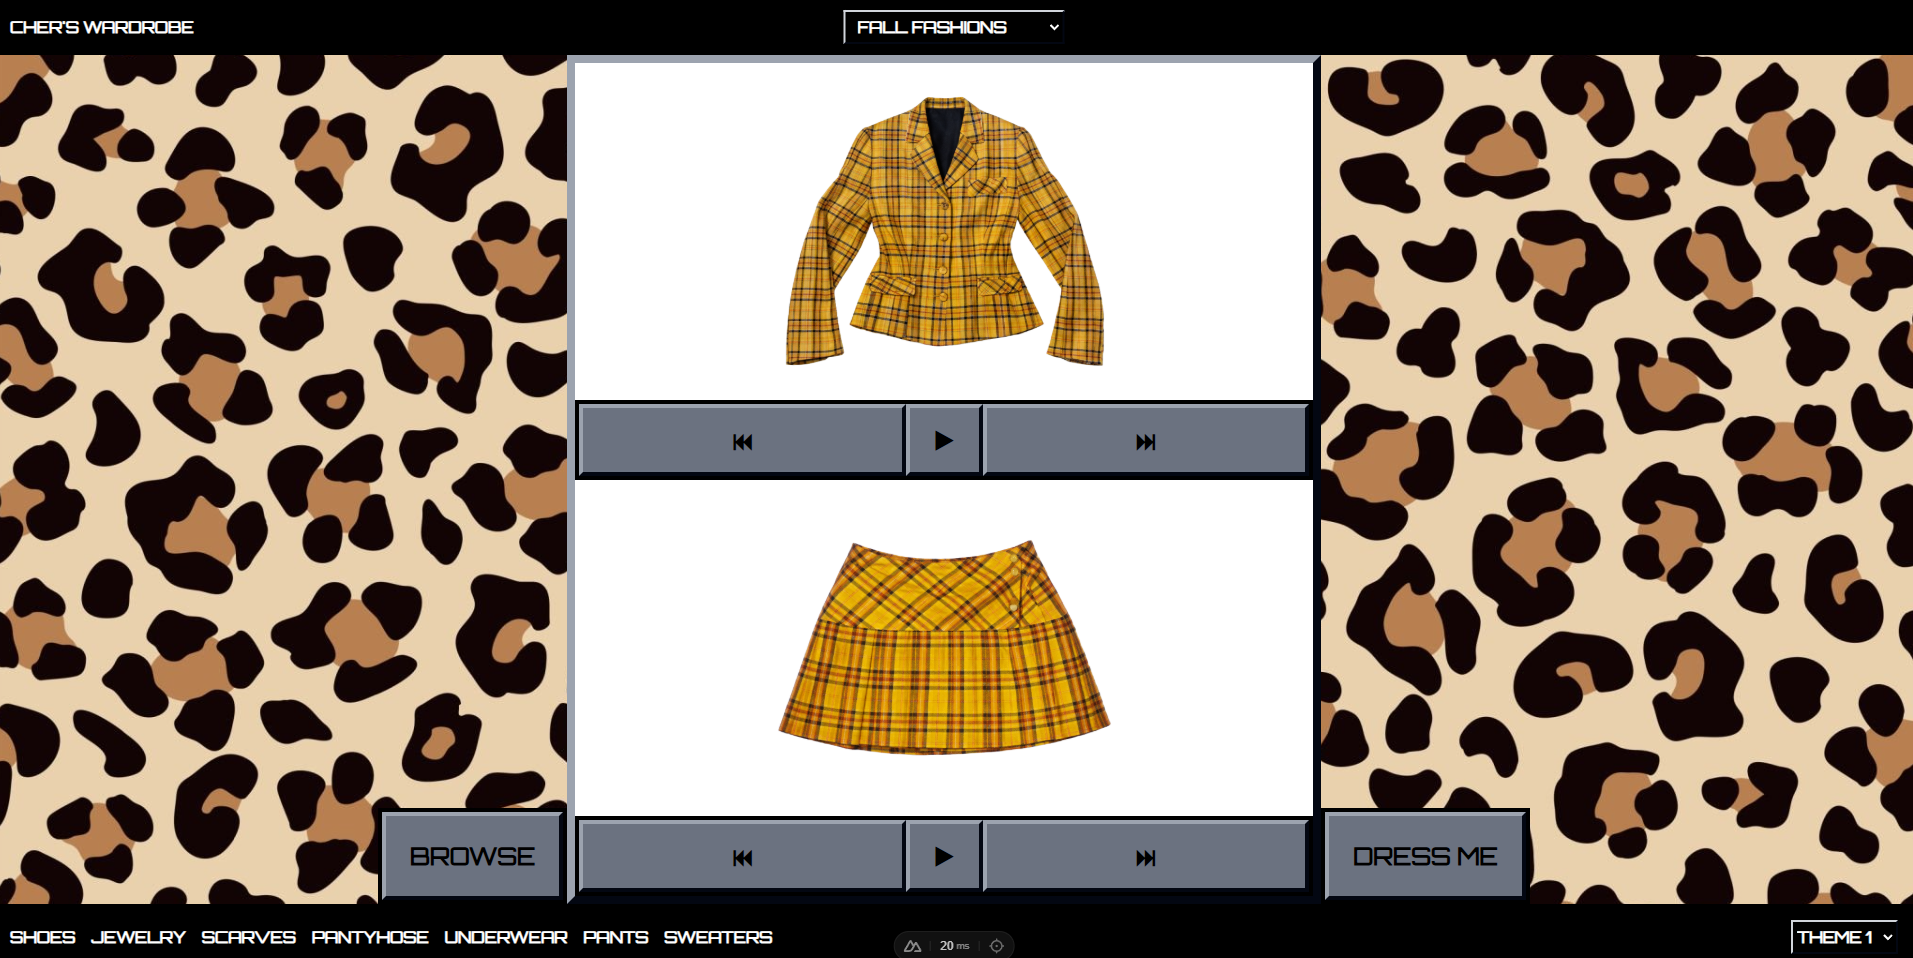 CHER'S WARDROBE
FALL FASHIONS
BROWSE
DRESS ME
SHOES JEWELRY SCARVES PANTYHOSE UNDERWEAR PANTS SWEATERS
20 ms
THEME 1